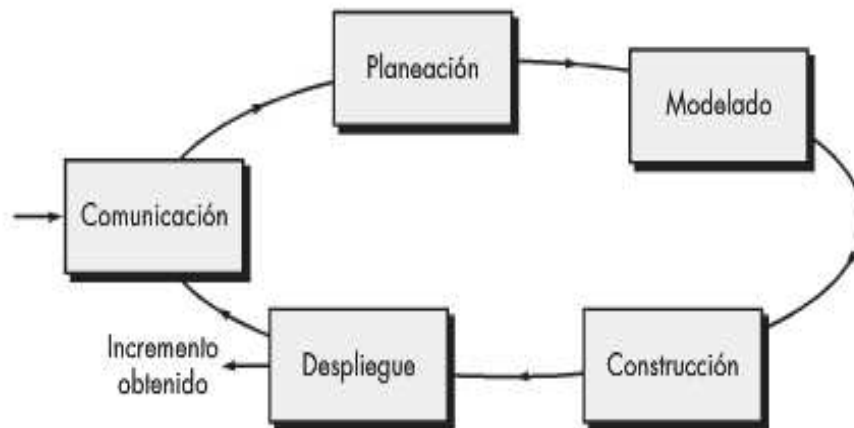 Planeación
Modelado
Comunicación
Incremento
obtenido
Despliegue
Construcción